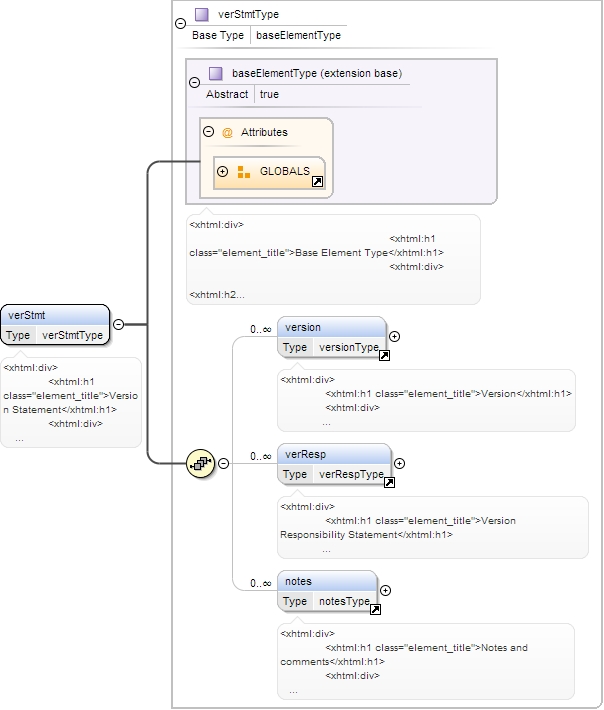 verStmtType
Base Type baseElementType
baseElementType (extension base)
Abstract true
@ Attributes
GLOBALS
<xhtml:div>
<xhtml:h1
class="element_title">Base Element Type</xhtml:h1>
<xhtml:div>
<xhtml:h2...
verStmt
Type verStmtType
<xhtml:div>
<xhtml:h1
class="element_title">Versio
n Statement</xhtml:h1>
<xhtml:div>
...
0..∞ version
Type versionType
<xhtml:div>
<xhtml:h1 class="element_title">Version</xhtml:h1>
<xhtml:div>
...
0..∞ verResp
Type verRespType
<xhtml:div>
<xhtml:h1 class="element_title">Version
Responsibility Statement</xhtml:h1>
...
0..∞ notes
Type notesType
<xhtml:div>
<xhtml:h1 class="element_title">Notes and
comments</xhtml:h1>
<xhtml:div>
...